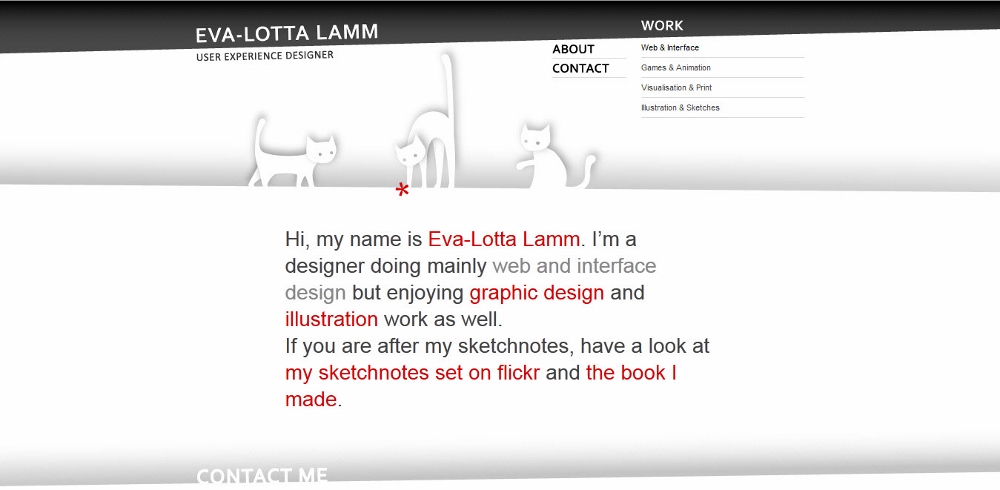 EVA-LOTTA LAMM
USER EXPERIENCE DESIGNER
ABOUT
CONTACT
WORK
Web & Interface
Games & Animation
Visualisation & Print
Illustration & Sketches
*
Hi, my name is Eva-Lotta Lamm. I'm a
designer doing mainly web and interface
design but enjoying graphic design and
illustration work as well.
If you are after my sketchnotes, have a look at
my sketchnotes set on flickr and the book I
made.
CONTACT ME